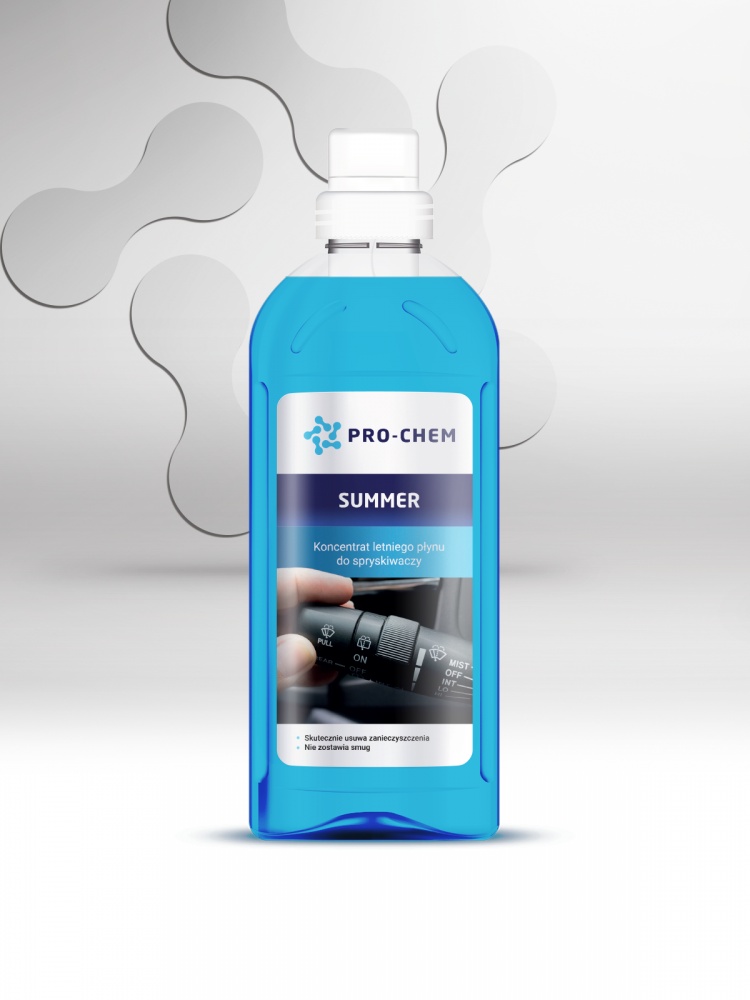 PRO-CHEM
SUMMER
Koncentrat letniego płynu
do spryskiwaczy
PULL
ON
OFF
MIST
OFF
INT
LO
Skutecznie usuwa zanieczyszczenia
Nie zostawia smug